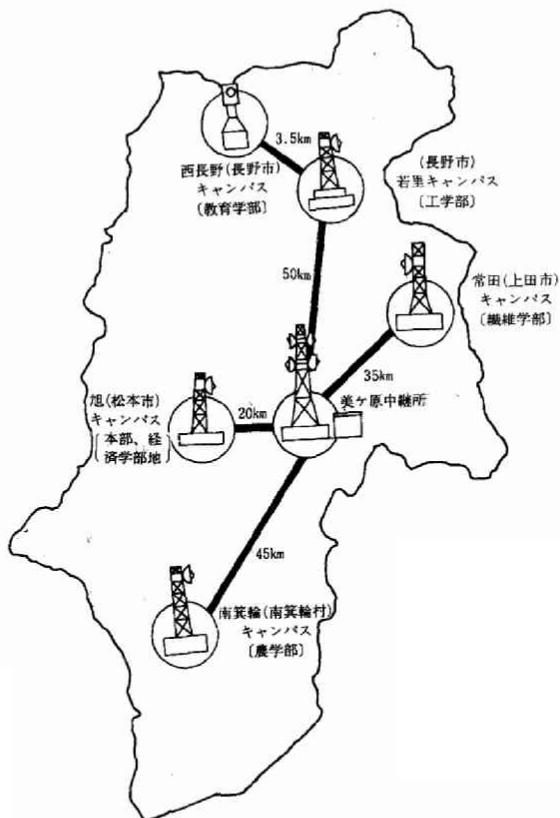 3.5km
西長野(長野市)
キャンパス
〔教育学部〕
(長野市)
若里キャンパス
〔工学部〕
50km
常田(上田市)
キャンパス
〔繊維学部〕
35km
美ケ原中継所
旭(松本市)
キャンパス
本部、経
済学部地
20km
45km
南箕輪(南箕輪村)
キャンパス
〔農学部〕